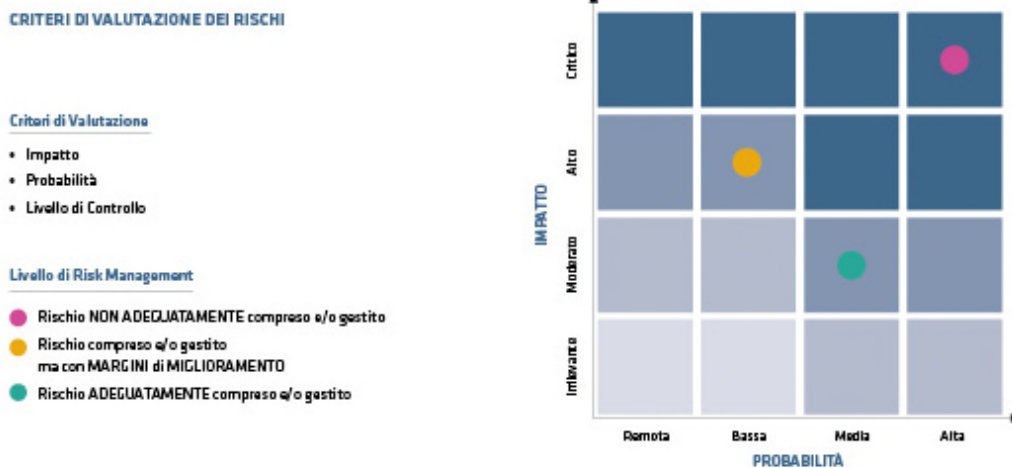 CRITERI DI VALUTAZIONE DEI RISCHI
Criteri di Valutazione
• Impatto
• Probabilità
• Livello di Controllo
Livello di Risk Management
Rischio NON ADEGUATAMENTE compreso e/o gestito
Rischio compreso e/o gestito
ma con MARGINI di MIGLIORAMENTO
Rischio ADEGUATAMENTE compreso e/o gestito
IMPATTO
Critico
Alto
Moderato
Irrilevance
Remota
Bassa
Media
Alta
PROBABILITÀ